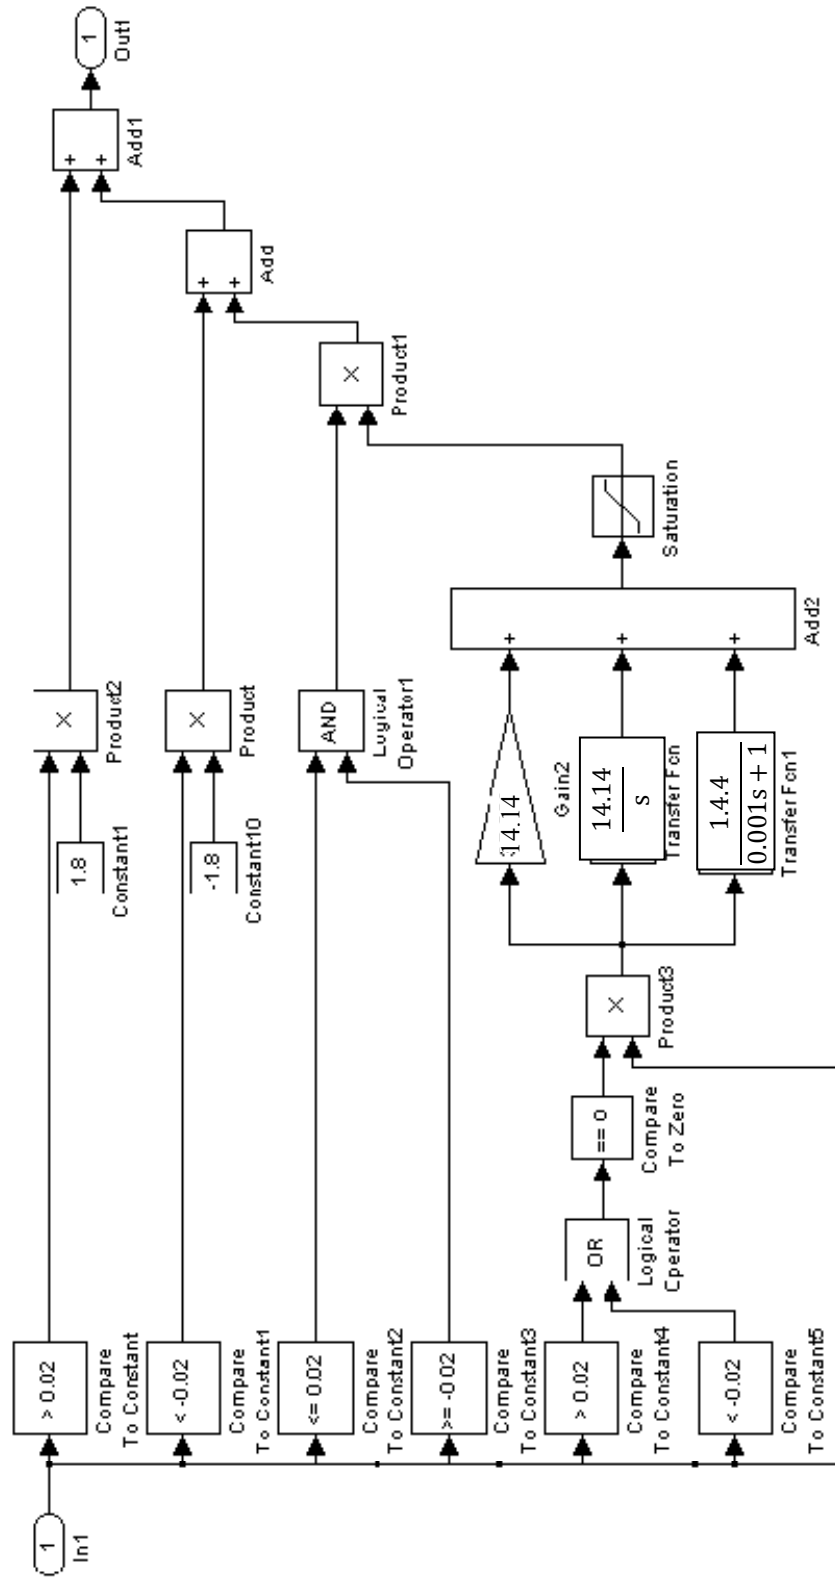 1
In1
> 0.02
Compare
To Constant
1.8
Constant1
×
Product2
+
+
Add1
1
Out1
< -0.02
Compare
To Constant1
-1.8
Constant10
×
Product
+
+
Add
<= 0.02
Compare
To Constant2
AND
Logical
Operator1
×
Product1
>= -0.02
Compare
To Constant3
> 0.02
Compare
To Constant4
OR
Logical
Cperator
== 0
Compare
To Zero
×
Product3
14.14
Gain2
14.14
s
Transfer Fcn
1.4.4
0.001s + 1
Transfer Fcn1
+
+
+
Add2
Saturation
< -0.02
Compare
To Constant5